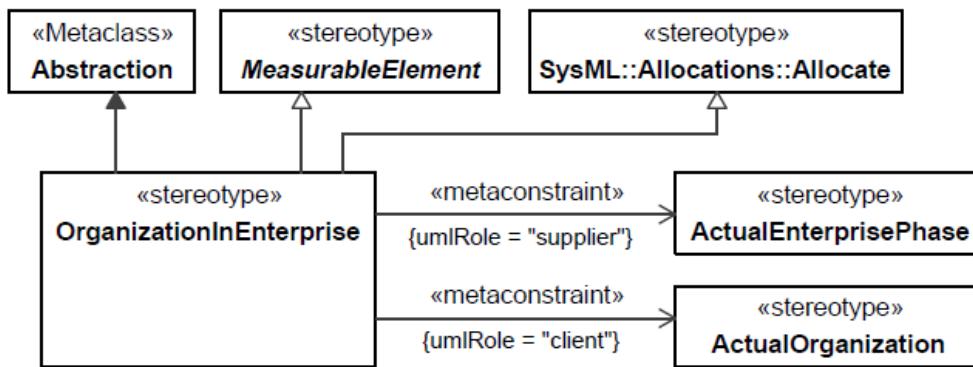 «Metaclass»
Abstraction
«stereotype»
MeasurableElement
«stereotype»
SysML::Allocations::Allocate
«stereotype»
OrganizationInEnterprise
«metaconstraint»
{umlRole = "supplier"}
«stereotype»
ActualEnterprisePhase
«metaconstraint»
{umlRole = "client"}
«stereotype»
ActualOrganization